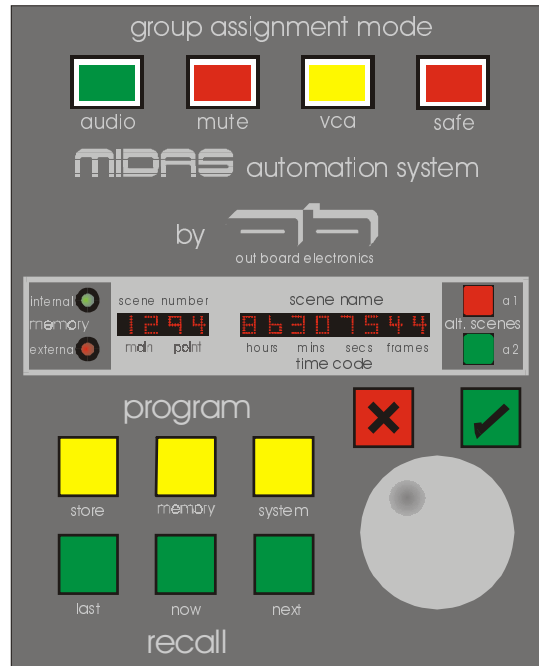 group assignment mode
audio mute vca safe
MIDAS automation system
by
out board electronics
internal scene number scene name a1
memory 1294 86307544 alt. scenes
externa main point hours mins secs frames a2
time code
program
store memory system
last now next
recall